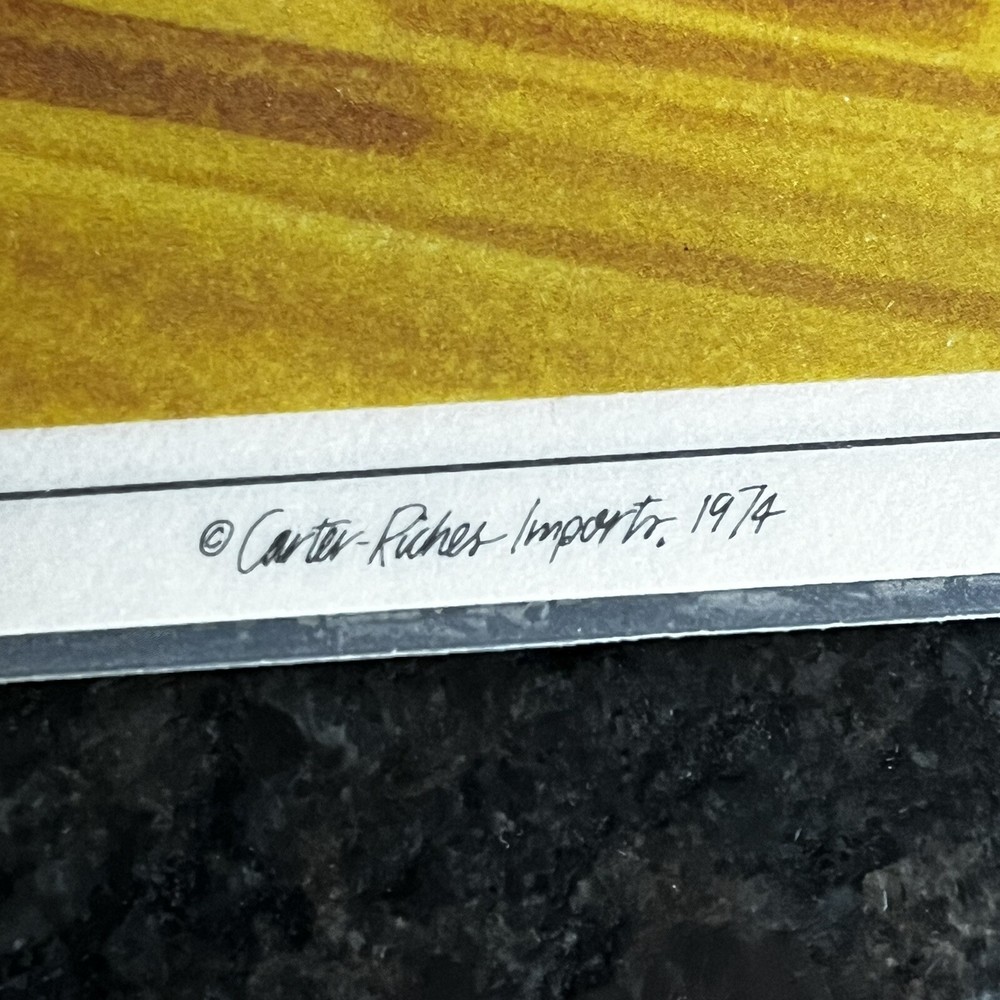 © Carter-Riches Imports, 1974